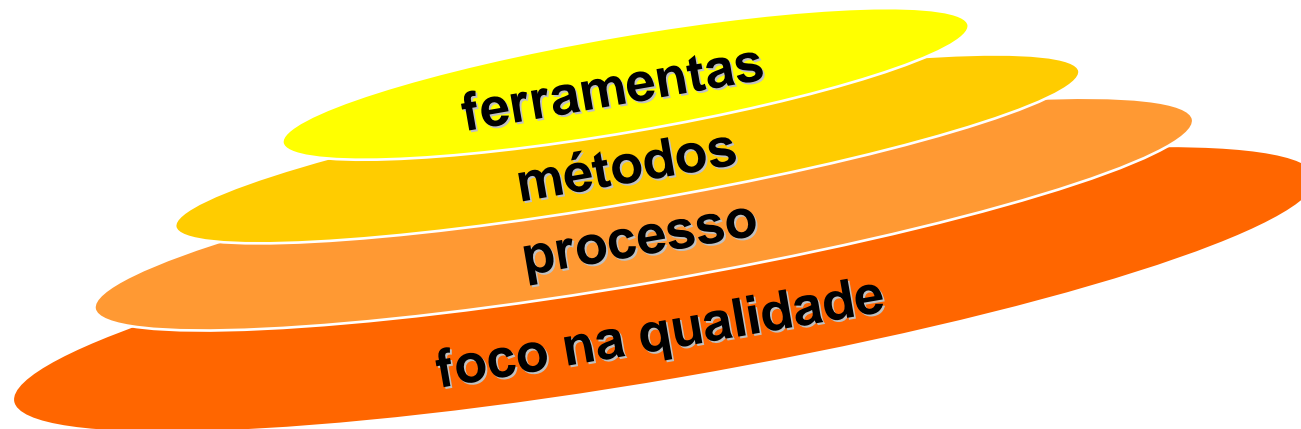 ferramentas
métodos
processo
foco na qualidade